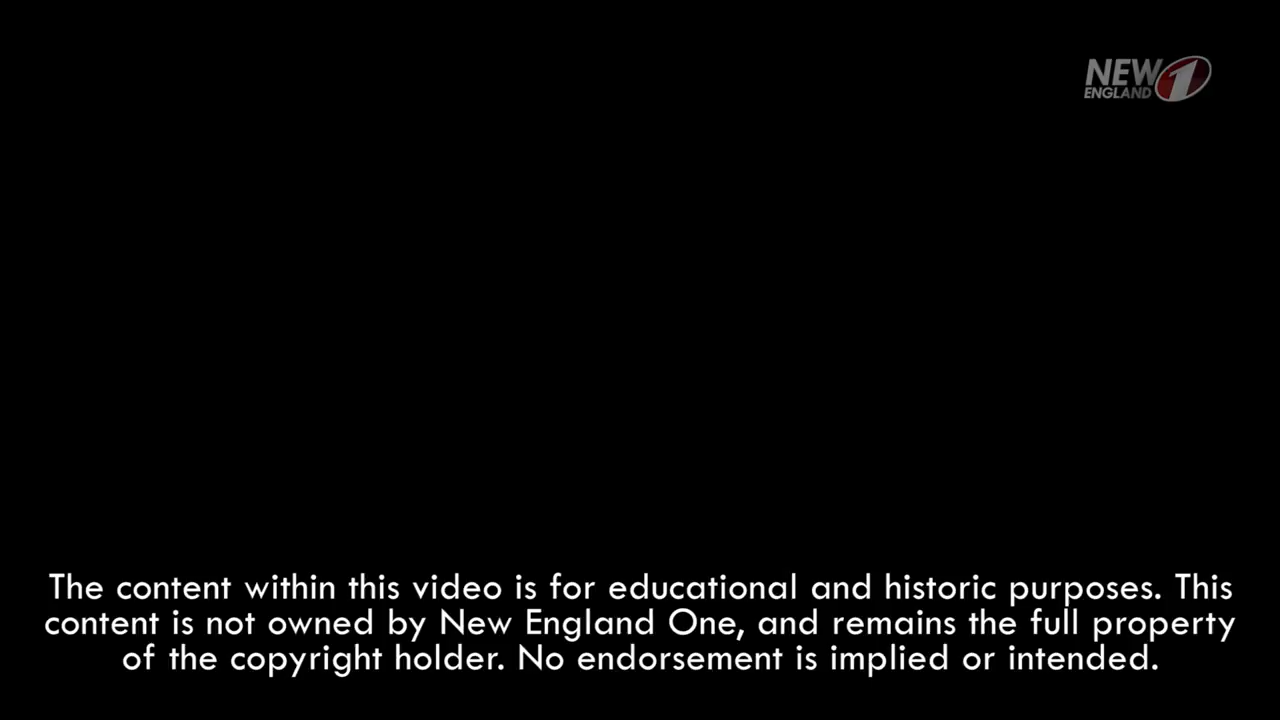 NEW 1
ENGLAND
The content within this video is for educational and historic purposes. This
content is not owned by New England One, and remains the full property
of the copyright holder. No endorsement is implied or intended.